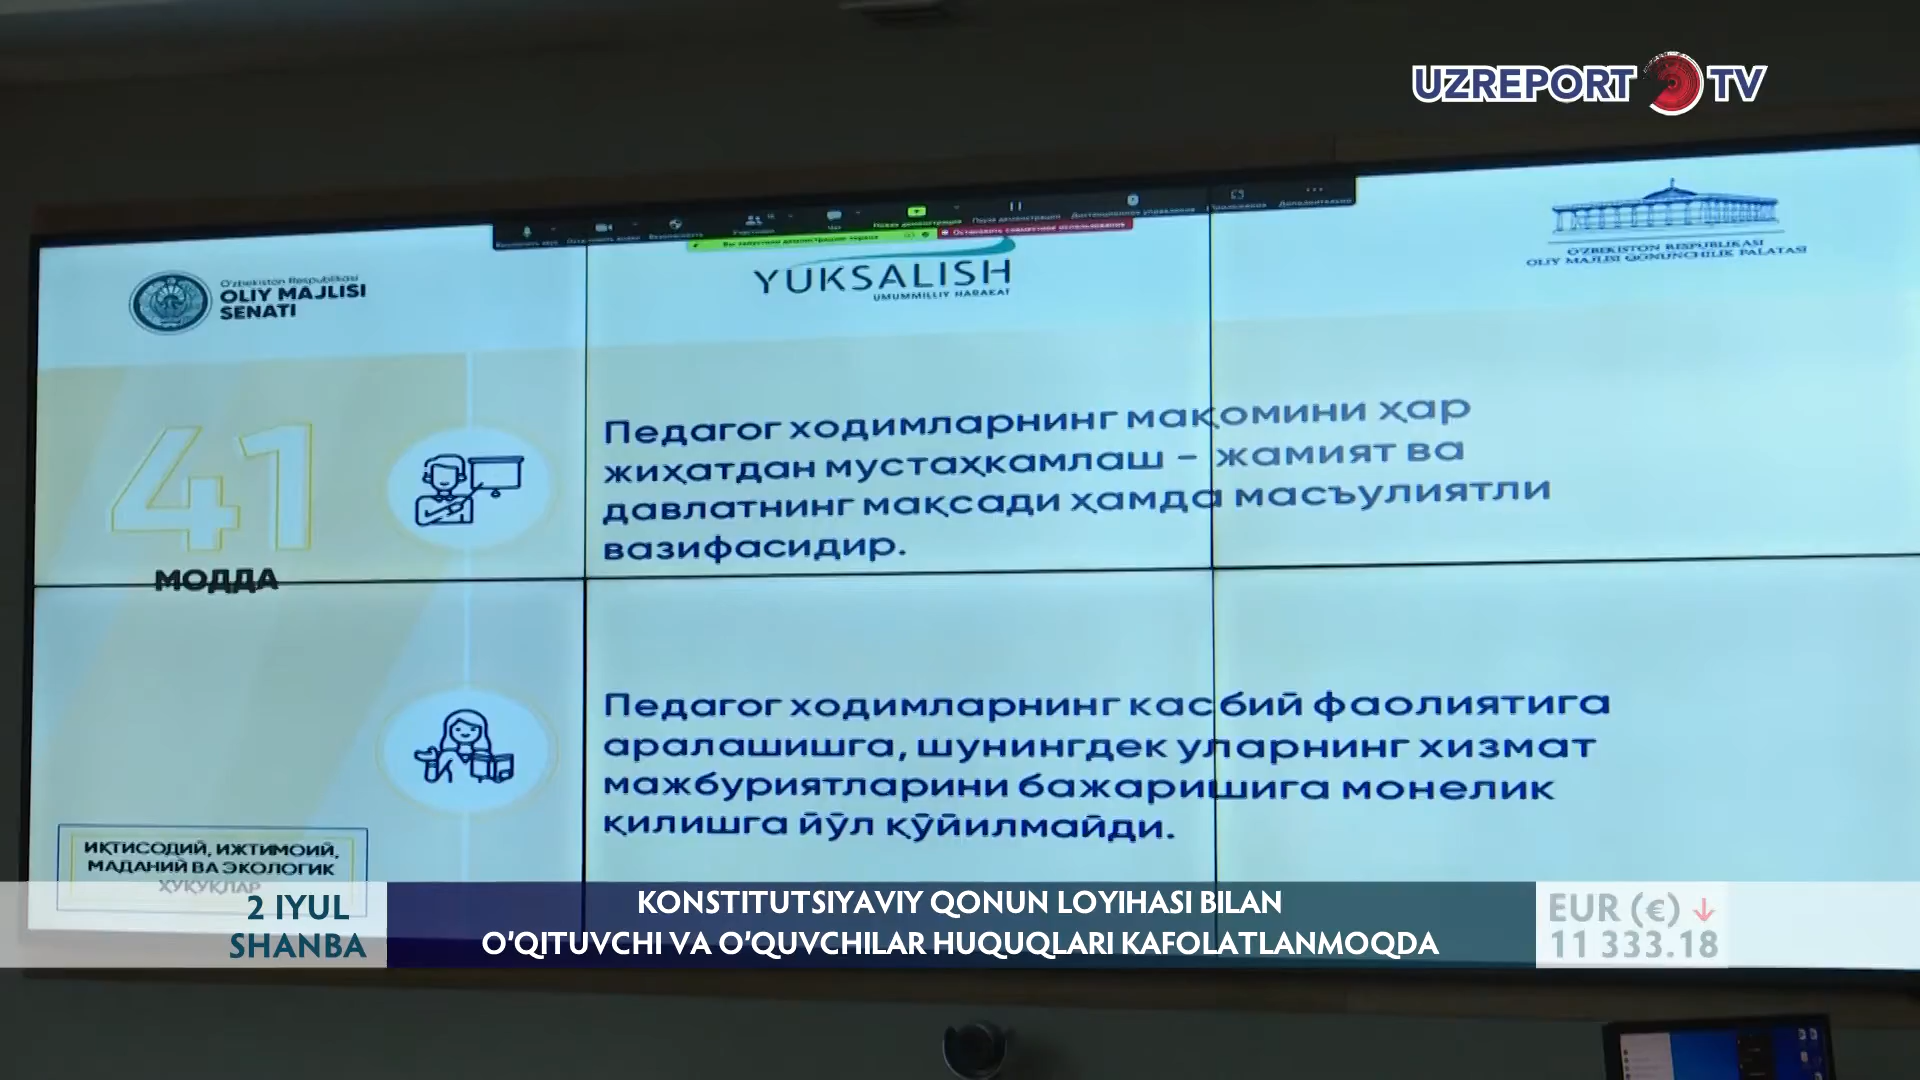 UZREPORT TV
O'zbekiston Respublikasi
OLIY MAJLISI
SENATI
YUKSALISH
UMUMMILLIY HARAKAT
O'ZBEKISTON RESPUBLIKASI
OLIY MAJLISI QONUNCHILIK PALATASI
41
МОДДА
Педагог ходимларнинг мақомини ҳар
жиҳатдан мустаҳкамлаш – жамият ва
давлатнинг мақсади ҳамда масъулиятли
вазифасидир.
Педагог ходимларнинг касбий фаолиятига
аралашишга, шунингдек уларнинг хизмат
мажбуриятларини бажаришига монелик
қилишга йўл қўйилмайди.
ИҚТИСОДИЙ, ИЖТИМОИЙ,
МАДАНИЙ ВА ЭКОЛОГИК
ҲУҚУҚЛАР
2 IYUL
SHANBA
KONSTITUTSIYAVIY QONUN LOYIHASI BILAN
O'QITUVCHI VA O'QUVCHILAR HUQUQLARI KAFOLATLANMOQDA
EUR (€) ↓
11 333.18